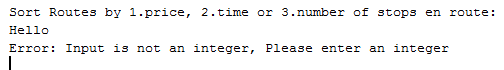 Sort Routes by 1.price, 2.time or 3.number of stops en route:
Hello
Error: Input is not an integer, Please enter an integer